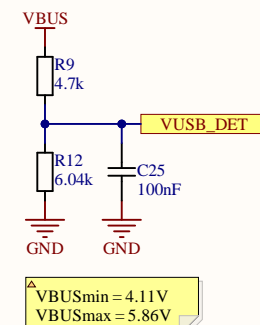 VBUS
R9
4.7k
VUSB_DET
R12
6.04k
C25
100nF
GND
GND
VBUSmin = 4.11V
VBUSmax = 5.86V